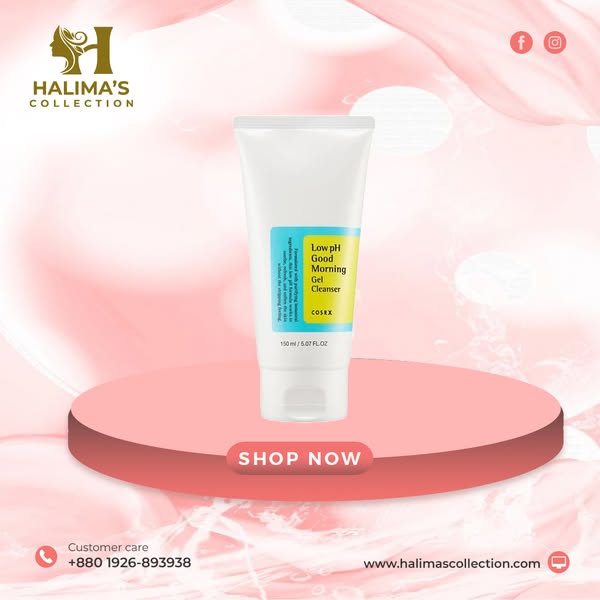 HALIMA'S
COLLECTION
Low pH
Good
Morning
Gel
Cleanser
COSRX
150 ml / 5.07 FL.OZ
SHOP NOW
Customer care
+880 1926-893938
www.halimascollection.com